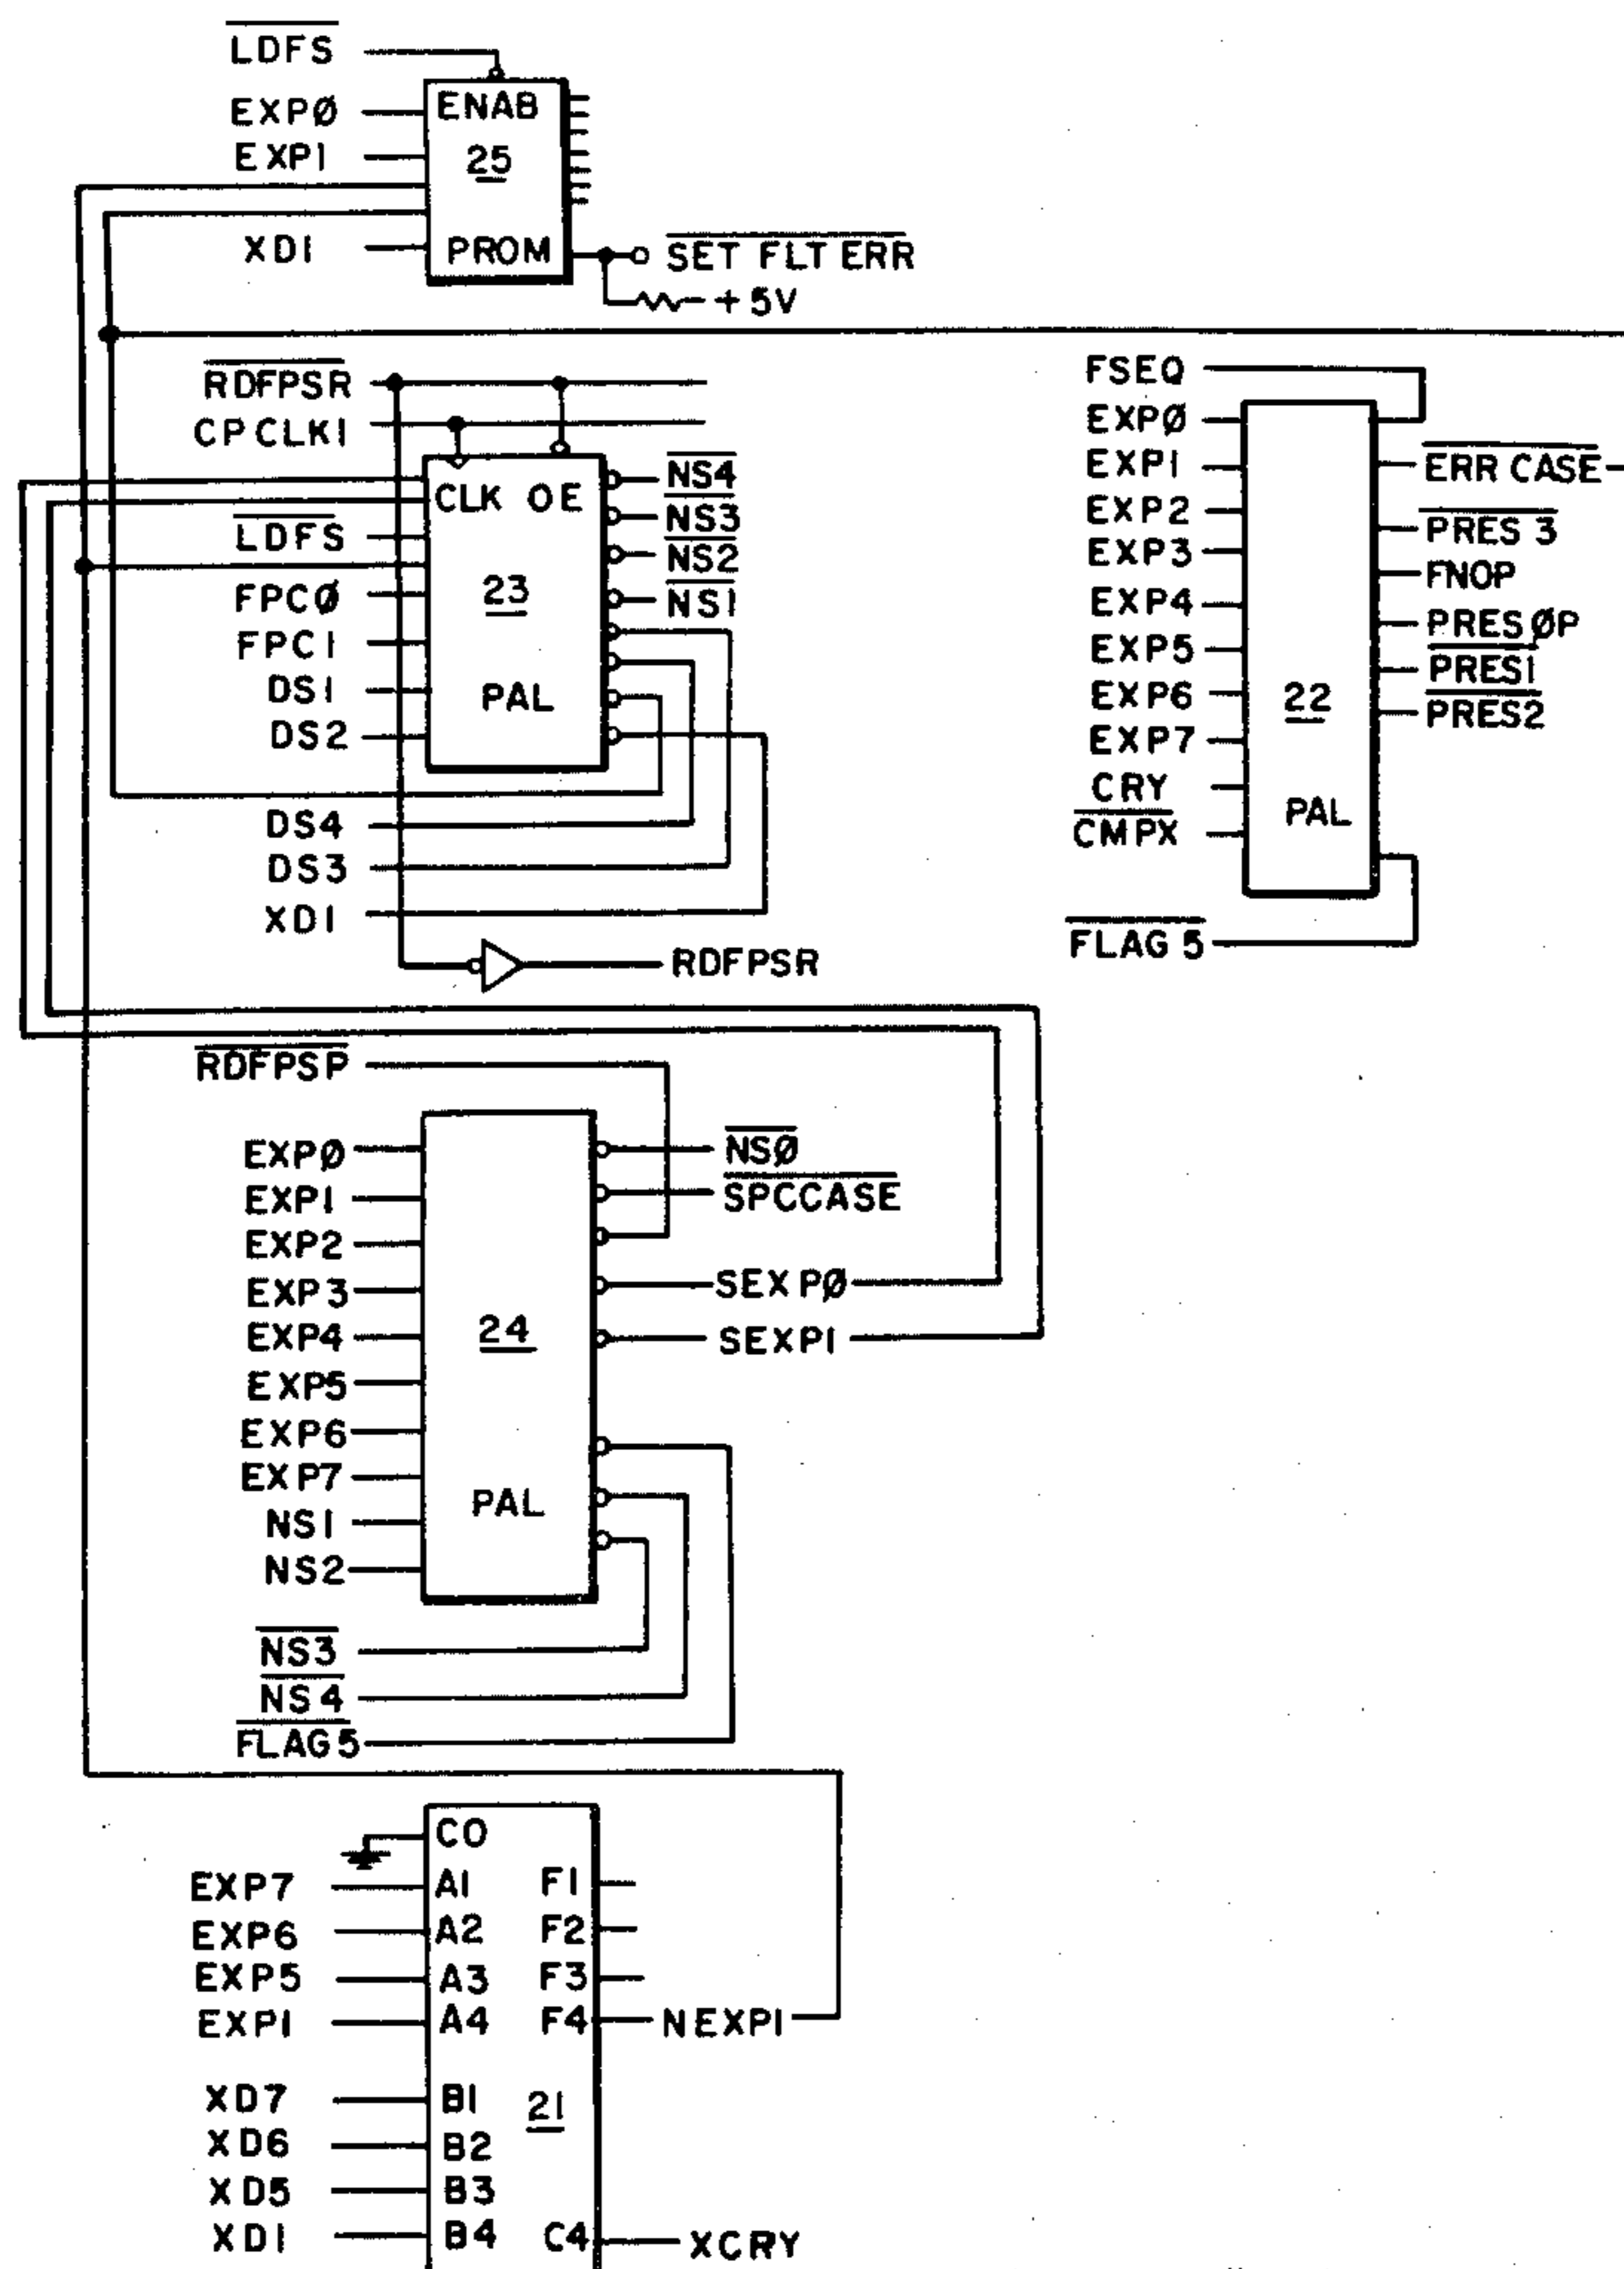 LDFS
EXPØ
EXP1
XD1
ENAB
25
PROM
SET FLT ERR
+5V
RDFPSR
CPCLK1
LDFS
FPCØ
FPC1
DS1
DS2
DS4
DS3
XD1
CLK OE
23
PAL
NS4
NS3
NS2
NS1
RDFPSR
FSEQ
EXPØ
EXP1
EXP2
EXP3
EXP4
EXP5
EXP6
EXP7
CRY
CMPX
FLAG 5
22
PAL
ERR CASE
PRES 3
FNOP
PRESØP
PRES1
PRES2
RDFPSP
EXPØ
EXP1
EXP2
EXP3
EXP4
EXP5
EXP6
EXP7
NS1
NS2
NS3
NS4
FLAG 5
24
PAL
NSØ
SPCCASE
SEXPØ
SEXP1
EXP7
EXP6
EXP5
EXP1
XD7
XD6
XD5
XD1
CO
A1
A2
A3
A4
B1
B2
B3
B4
F1
F2
F3
F4
21
C4
NEXP1
XCRY